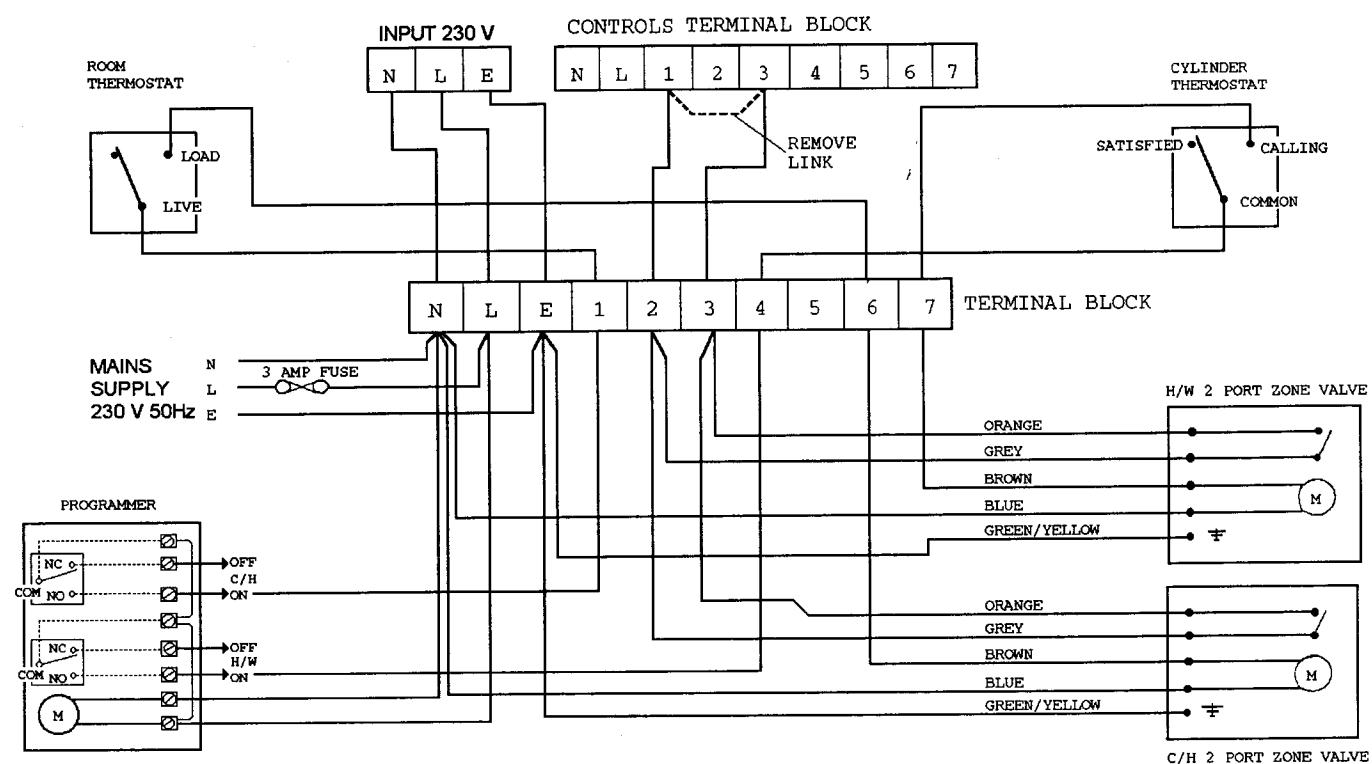 CONTROLS TERMINAL BLOCK
INPUT 230 V
N L E
N L 1 2 3 4 5 6 7
ROOM
THERMOSTAT
CYLINDER
THERMOSTAT
REMOVE
LINK
LOAD
LIVE
SATISFIED
CALLING
COMMON
N L E 1 2 3 4 5 6 7
TERMINAL BLOCK
MAINS
SUPPLY
230 V 50Hz
N
L
E
3 AMP FUSE
H/W 2 PORT ZONE VALVE
ORANGE
GREY
BROWN
BLUE
GREEN/YELLOW
M
PROGRAMMER
NC
COM
NO
OFF
C/H
ON
NC
COM
NO
OFF
H/W
ON
M
ORANGE
GREY
BROWN
BLUE
GREEN/YELLOW
M
C/H 2 PORT ZONE VALVE